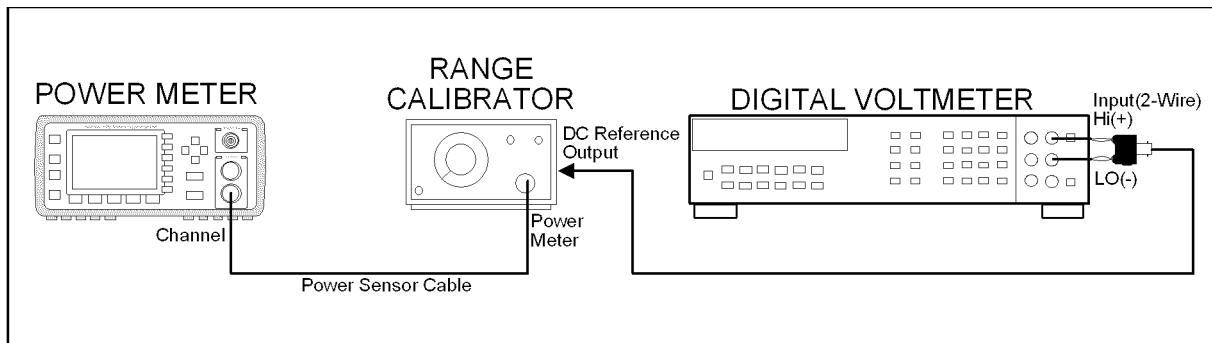 POWER METER
RANGE
CALIBRATOR
DIGITAL VOLTMETER
Input(2-Wire)
Hi(+)
DC Reference
Output
LO(-)
Power
Meter
Channel
Power Sensor Cable